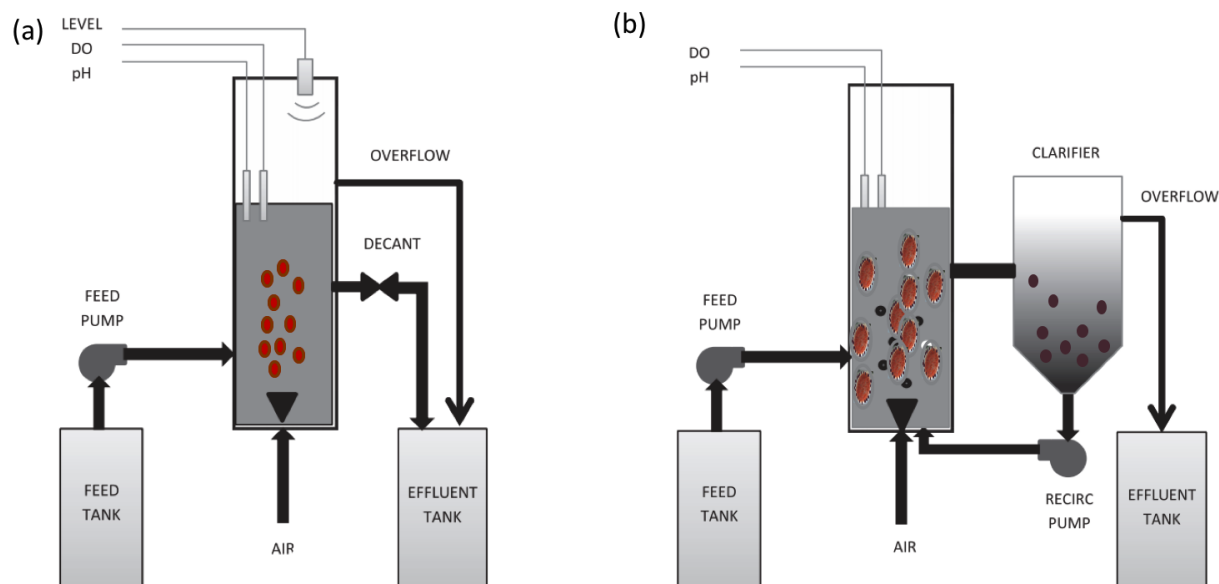 (a)
LEVEL
DO
pH
OVERFLOW
DECANT
FEED
PUMP
FEED
TANK
AIR
EFFLUENT
TANK
(b)
DO
pH
CLARIFIER
OVERFLOW
FEED
PUMP
FEED
TANK
AIR
RECIRC
PUMP
EFFLUENT
TANK